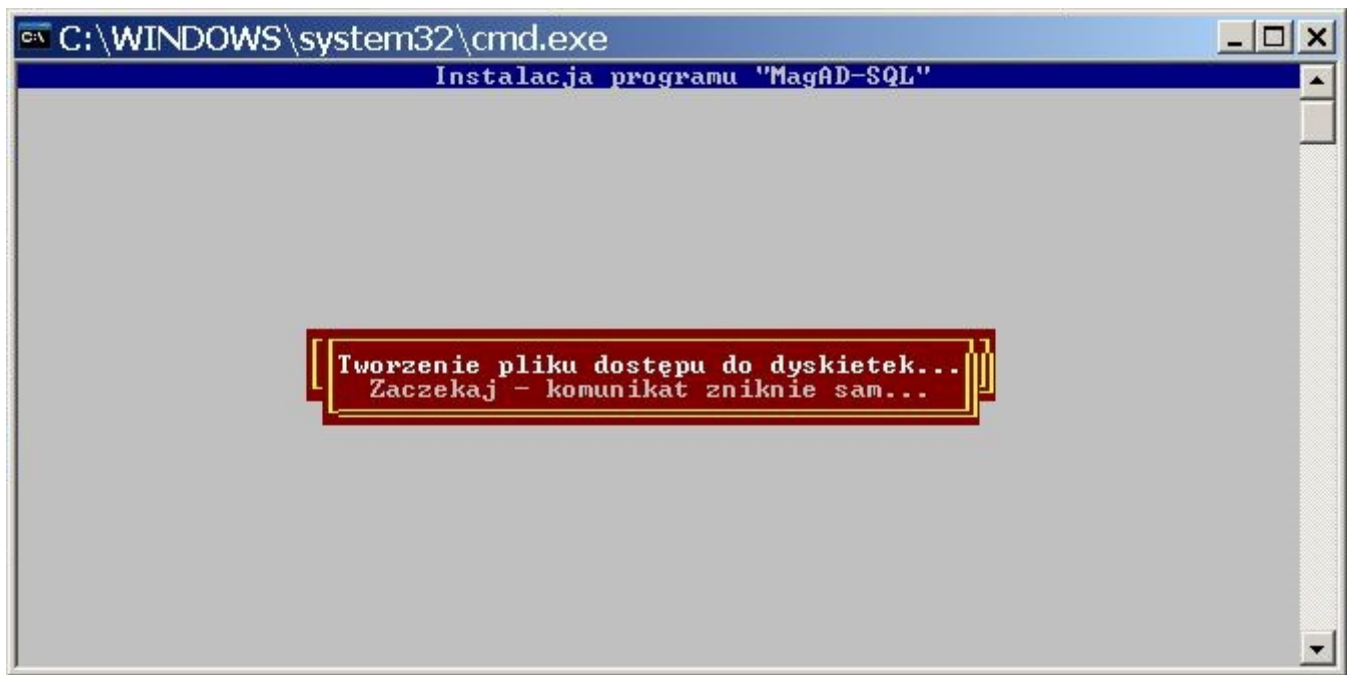 C:\WINDOWS\system32\cmd.exe
Instalacja programu "MagAD-SQL"
Tworzenie pliku dostępu do dyskietek...
Zaczekaj - komunikat zniknie sam...